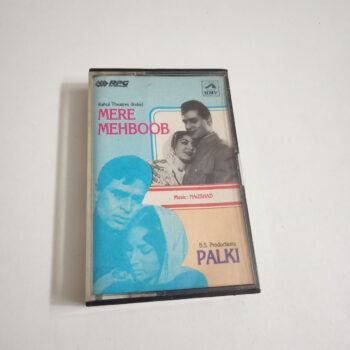 RPG
HMV
Rahul Theatres (India)
MERE
MEHBOOB
Music: NAUSHAD
B.S. Productions
PALKI